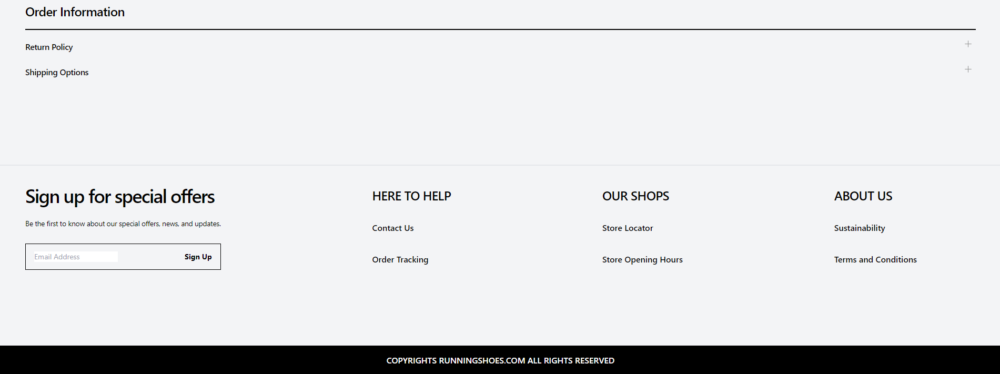 Order Information
Return Policy
Shipping Options
Sign up for special offers
Be the first to know about our special offers, news, and updates.
Email Address
Sign Up
HERE TO HELP
Contact Us
Order Tracking
OUR SHOPS
Store Locator
Store Opening Hours
ABOUT US
Sustainability
Terms and Conditions
COPYRIGHTS RUNNINGSHOES.COM ALL RIGHTS RESERVED